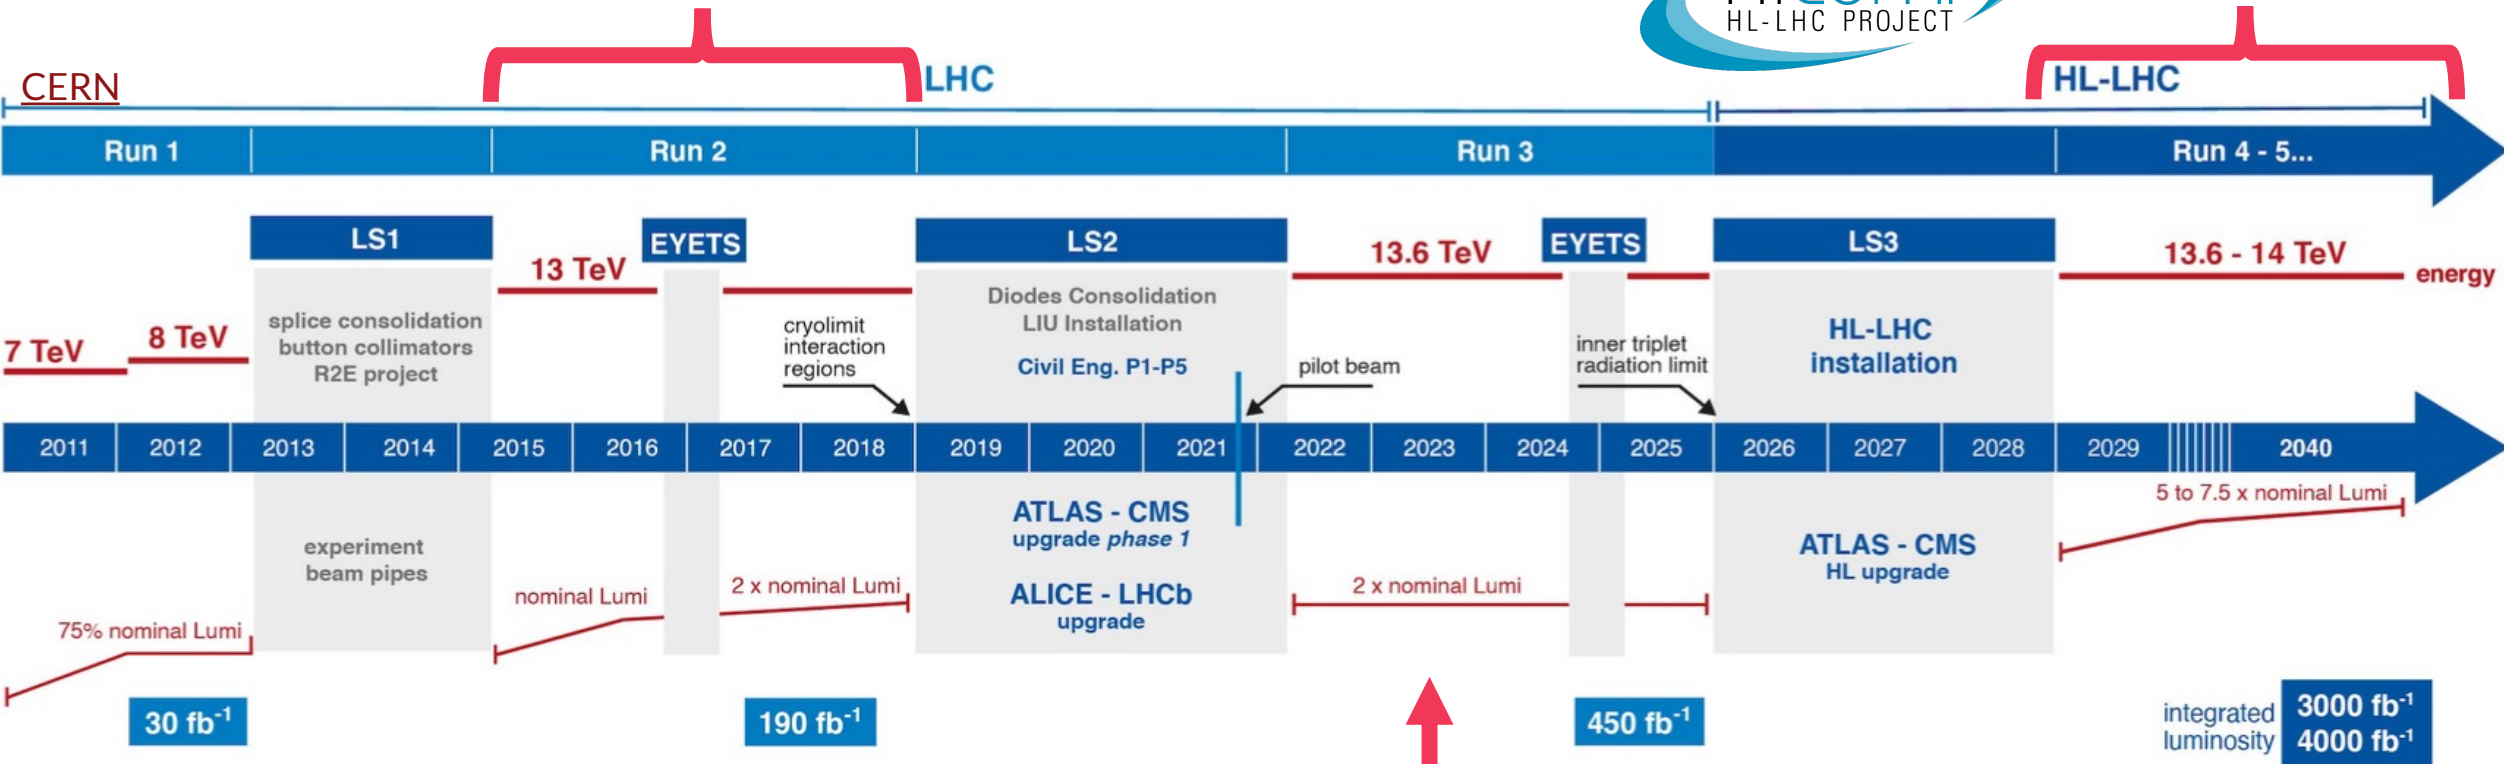 HL-LHC PROJECT
CERN
LHC
HL-LHC
Run 1
Run 2
Run 3
Run 4 - 5...
LS1
EYETS
LS2
EYETS
LS3
7 TeV
8 TeV
13 TeV
13.6 TeV
13.6 - 14 TeV
energy
splice consolidation
button collimators
R2E project
cryolimit
interaction
regions
Diodes Consolidation
LIU Installation
Civil Eng. P1-P5
pilot beam
inner triplet
radiation limit
HL-LHC
installation
2011
2012
2013
2014
2015
2016
2017
2018
2019
2020
2021
2022
2023
2024
2025
2026
2027
2028
2029
2040
experiment
beam pipes
ATLAS - CMS
upgrade phase 1
ALICE - LHCb
upgrade
ATLAS - CMS
HL upgrade
75% nominal Lumi
nominal Lumi
2 x nominal Lumi
2 x nominal Lumi
5 to 7.5 x nominal Lumi
30 fb⁻¹
190 fb⁻¹
450 fb⁻¹
integrated
luminosity
3000 fb⁻¹
4000 fb⁻¹